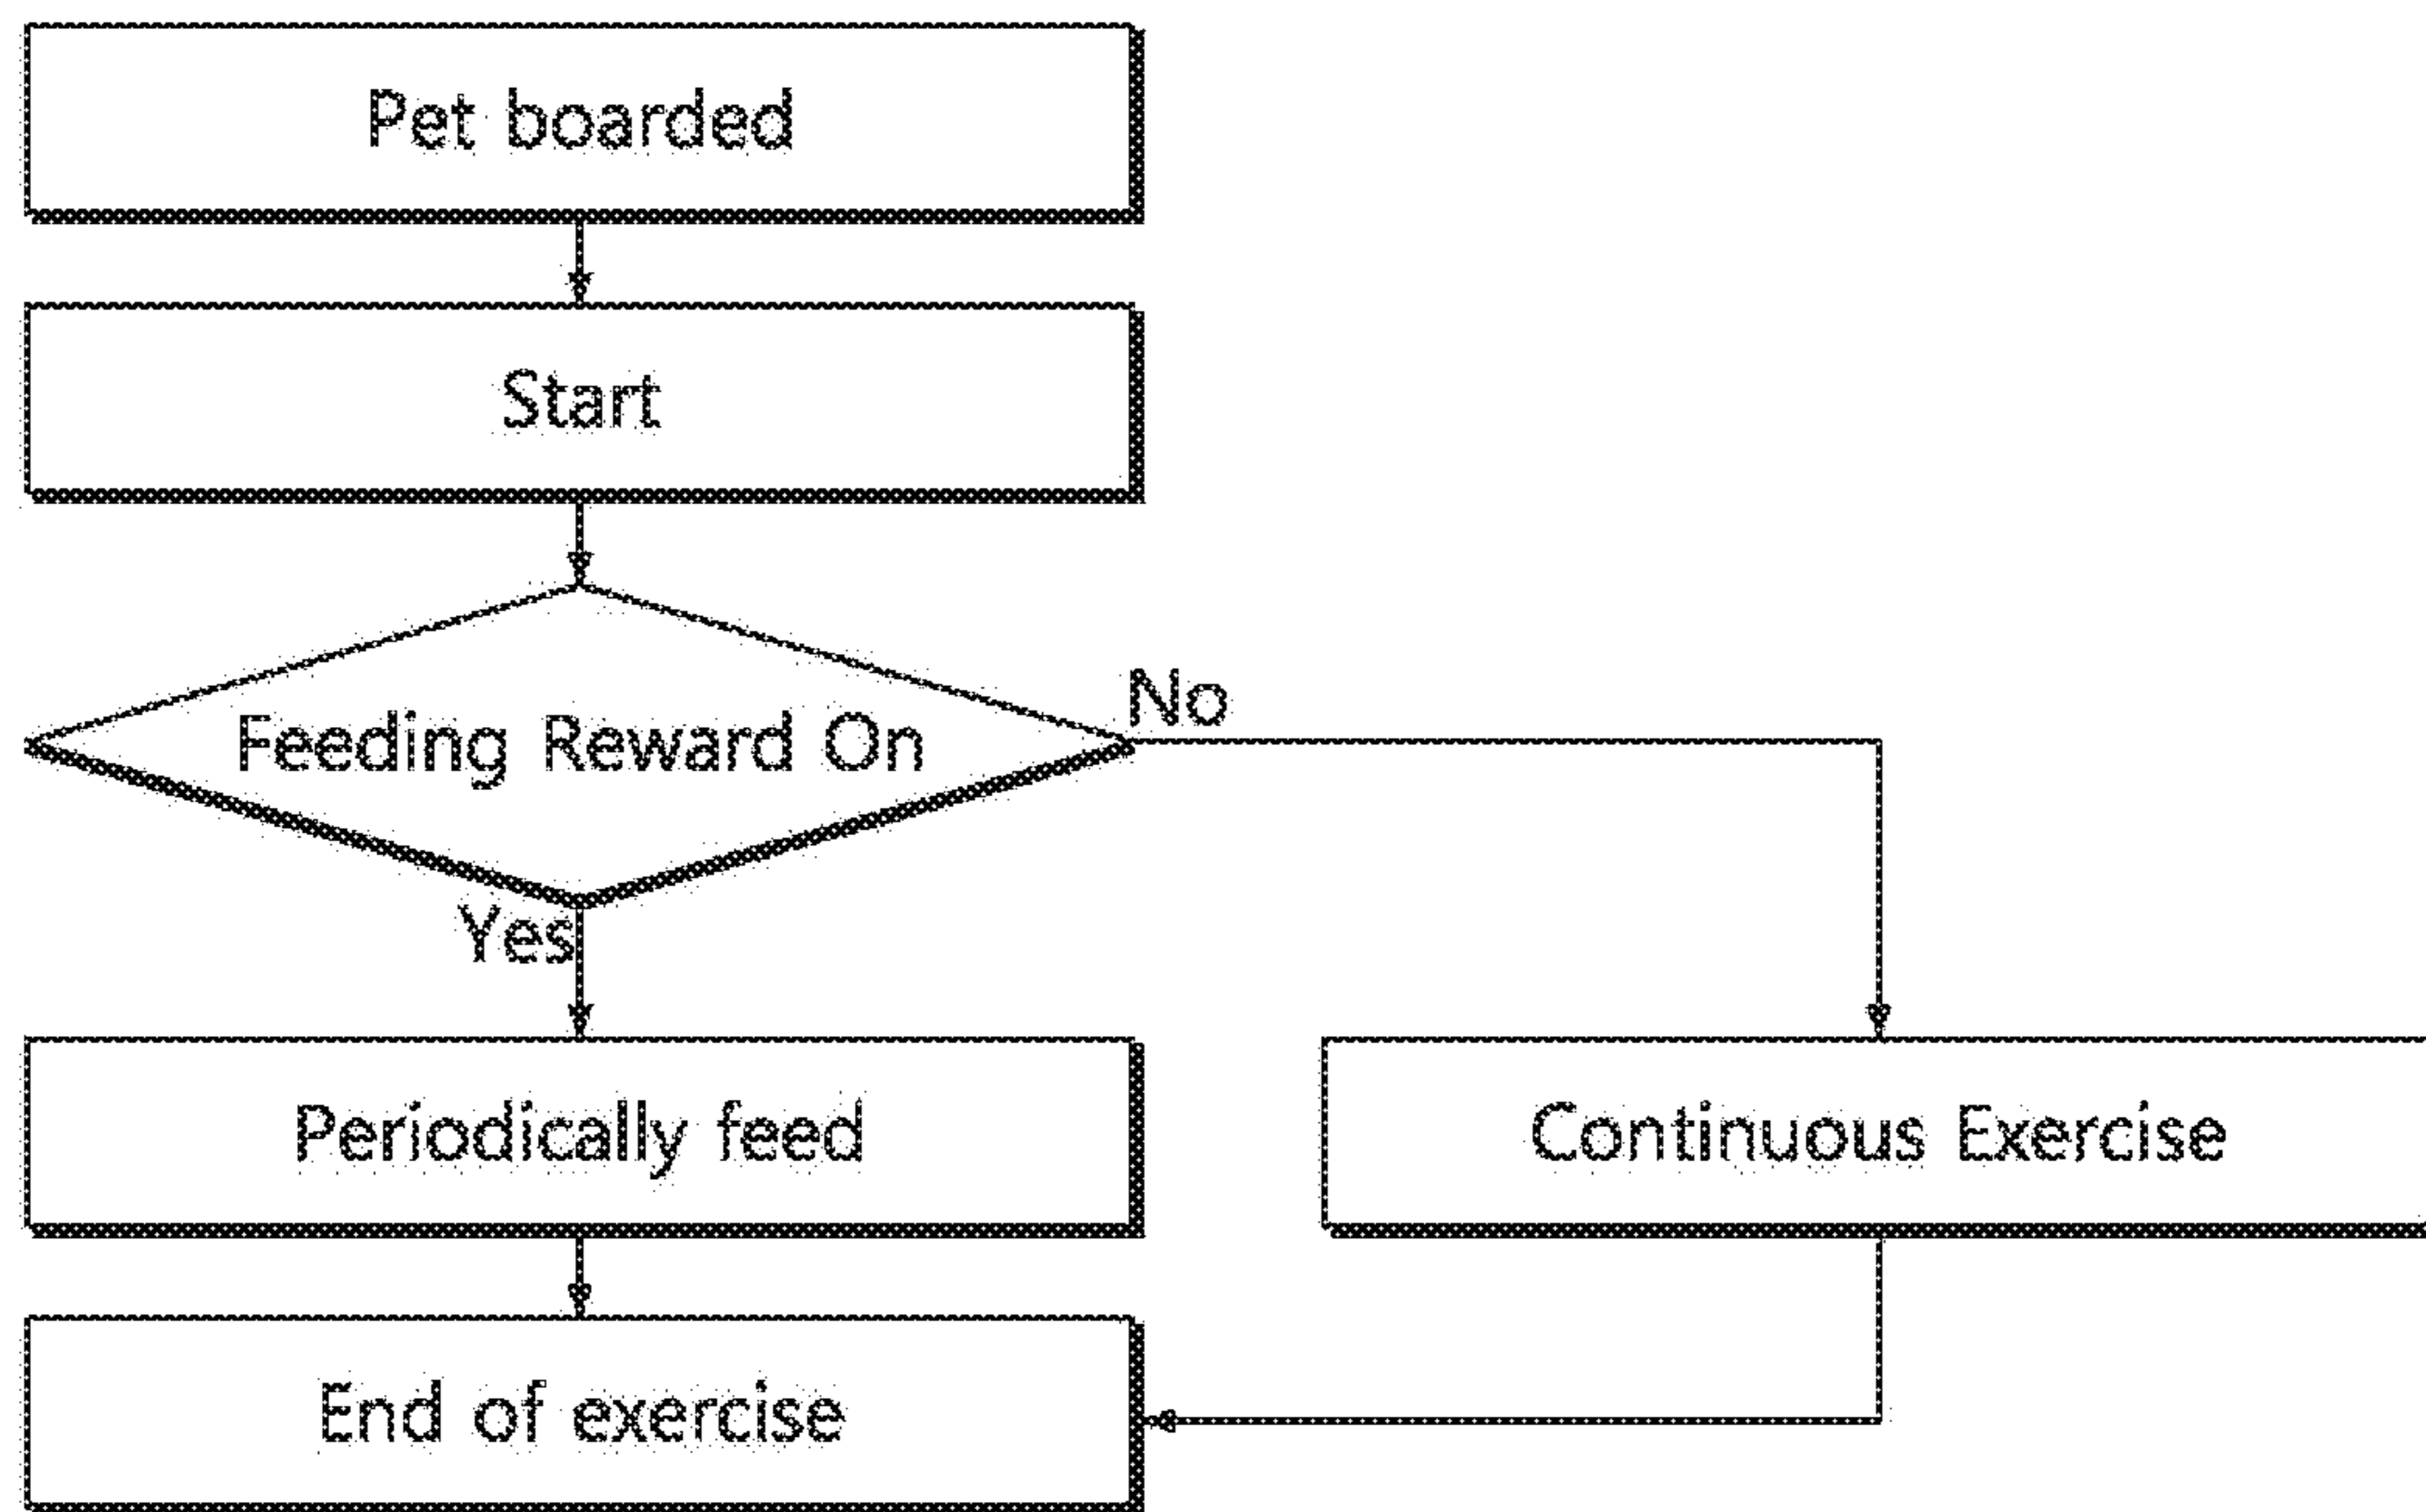 Pet boarded
Start
Feeding Reward On
No
Yes
Periodically feed
Continuous Exercise
End of exercise